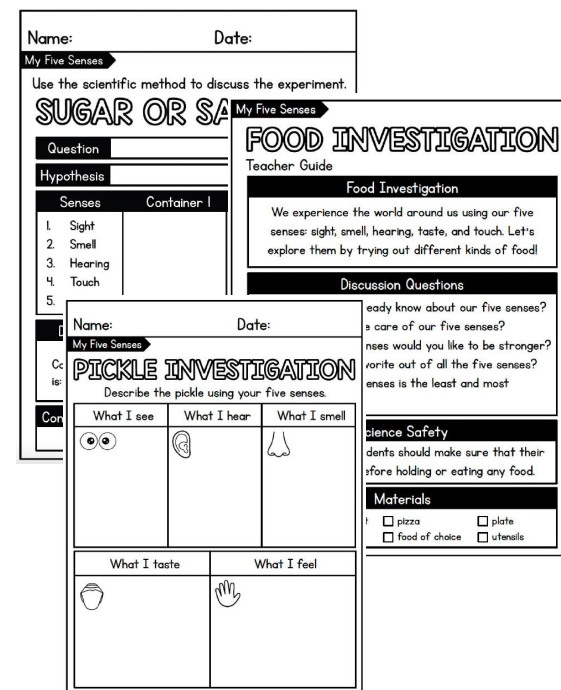 Name: Date:
My Five Senses
Use the scientific method to discuss the experiment.
SUGAR OR SA
Question
Hypothesis
Senses Container 1
1. Sight
2. Smell
3. Hearing
4. Touch
5.
is:
Con
My Five Senses
FOOD INVESTIGATION
Teacher Guide
Food Investigation
We experience the world around us using our five
senses: sight, smell, hearing, taste, and touch. Let's
explore them by trying out different kinds of food!
Discussion Questions
eady know about our five senses?
e care of our five senses?
nses would you like to be stronger?
vorite out of all the five senses?
enses is the least and most
cience Safety
dents should make sure that their
efore holding or eating any food.
Materials
pizza plate
food of choice utensils
Name: Date:
My Five Senses
PICKLE INVESTIGATION
Describe the pickle using your five senses.
What I see What I hear What I smell
What I taste What I feel